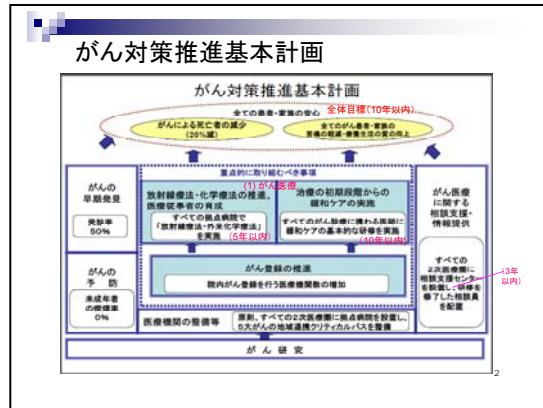 がん対策推進基本計画
がん対策推進基本計画
全ての患者・家族の安心
全体目標(10年以内)
がんによる死亡者の減少
(20%減)
全てのがん患者・家族の
苦痛の軽減・療養生活の質の向上
重点的に取り組むべき事項
(1)がん医療
がんの
早期発見
受診率
50%
がんの
予 防
未成年者
の喫煙率
0%
放射線療法・化学療法の推進、
医療従事者の育成
すべての拠点病院で
「放射線療法・外来化学療法」
を実施
(5年以内)
治療の初期段階からの
緩和ケアの実施
すべてのがん診療に携わる医師に
緩和ケアの基本的な研修を実施
(10年以内)
がん登録の推進
院内がん登録を行う医療機関数の増加
医療機関の整備等
原則、すべての2次医療圏に拠点病院を設置し、
5大がんの地域連携クリティカルパスを整備
がん医療
に関する
相談支援・
情報提供
すべての
2次医療圏に
相談支援センター
を設置し、研修を
修了した相談員
を配置
(3年
以内)
が ん 研 究
2